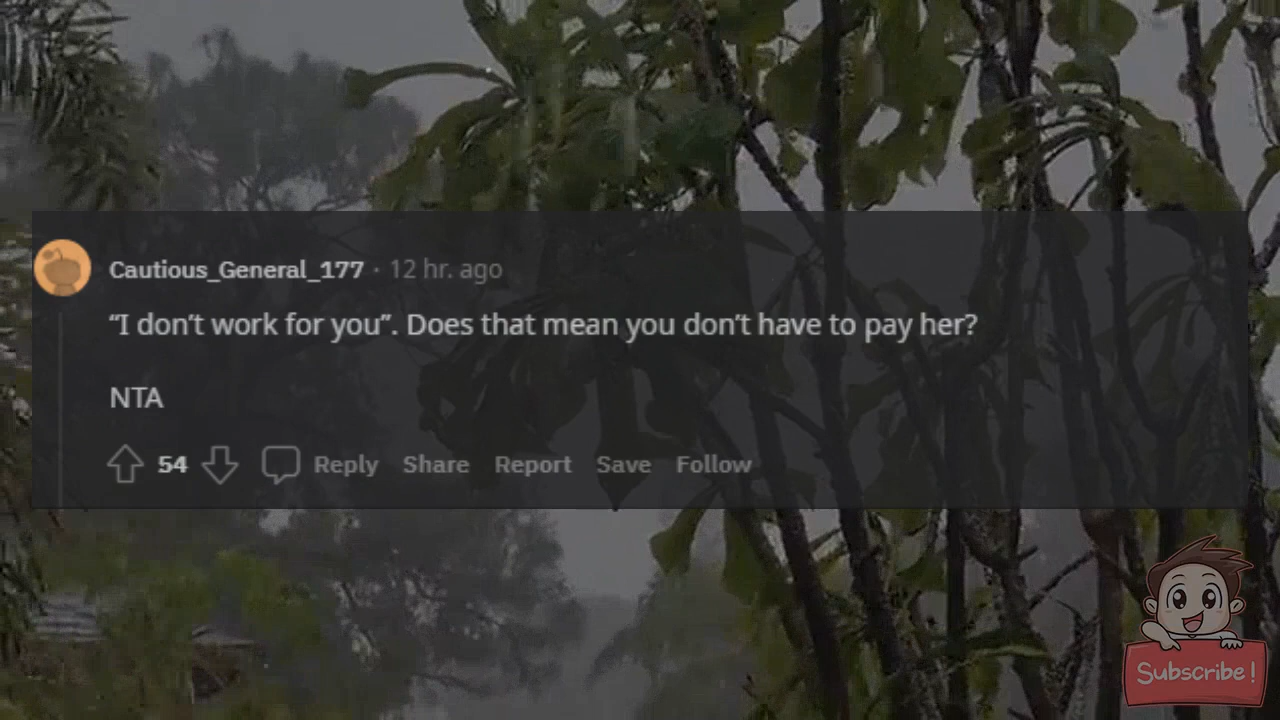 Cautious_General_177 · 12 hr. ago
“I don’t work for you”. Does that mean you don’t have to pay her?
NTA
54 Reply Share Report Save Follow
Subscribe!